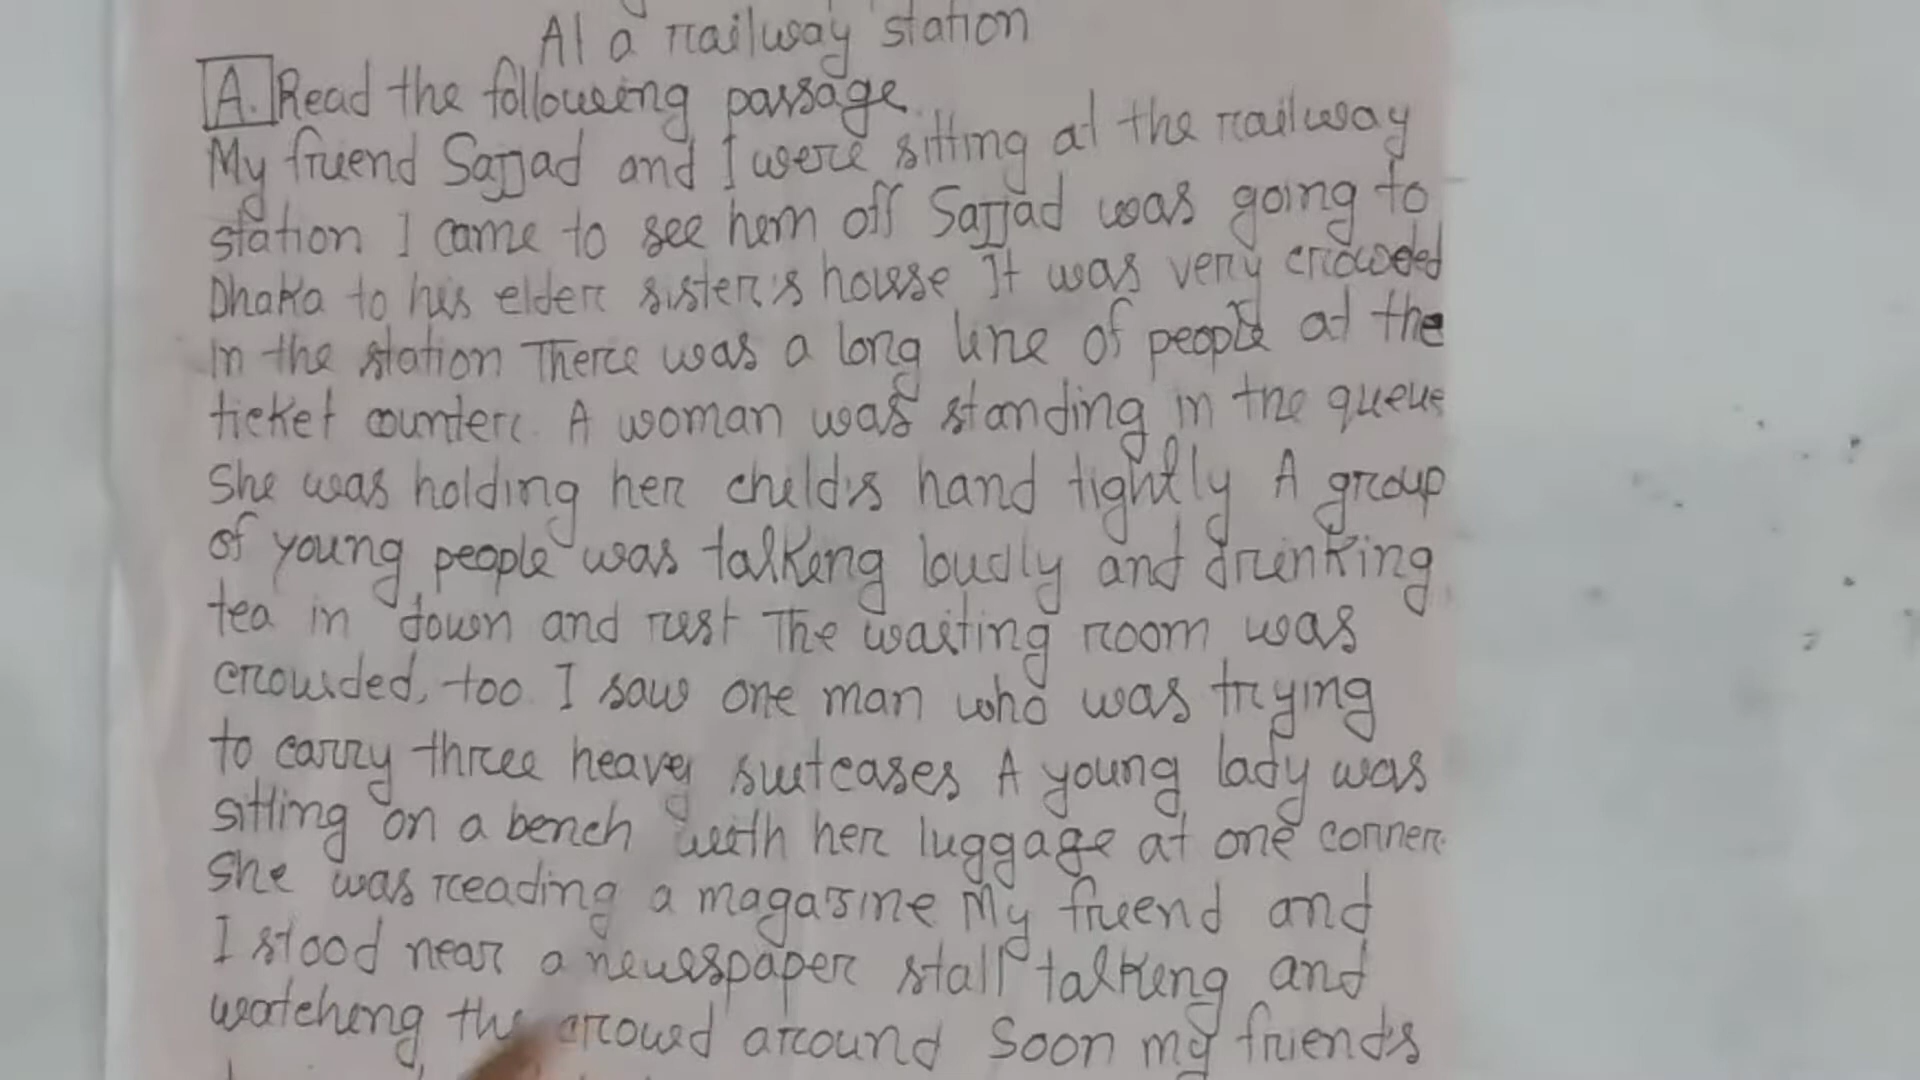 At a railway station
A. Read the following passage.
My friend Sajjad and I were sitting at the railway
station I came to see hem off Sajjad was going to
Dhaka to his elder sister's house It was very crowded
in the station There was a long line of people at the
ticket counter. A woman was standing in the queue
She was holding her child's hand tightly A group
of young people was talking loudly and drinking
tea in down and rest The waiting room was
crowded, too. I saw one man who was trying
to carry three heavy suitcases A young lady was
sitting on a bench with her luggage at one corner.
She was reading a magazine My friend and
I stood near a newspaper stall talking and
watching the crowd around Soon my friend's